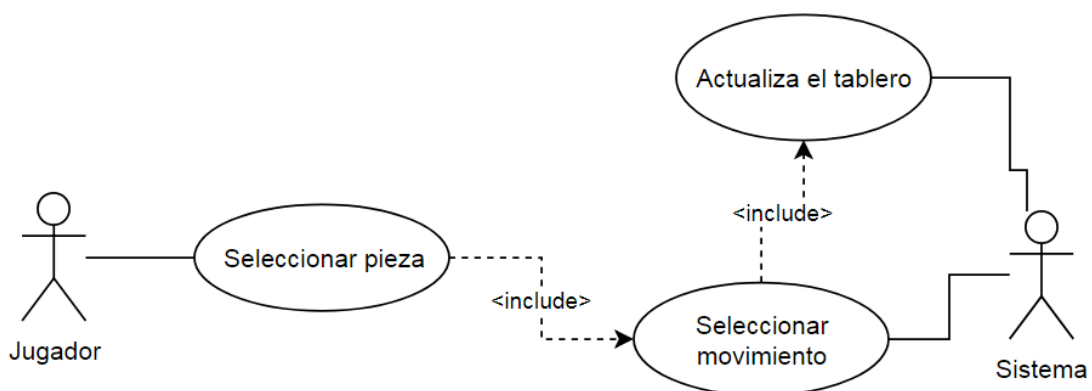 Actualiza el tablero
<include>
Seleccionar pieza
<include>
Seleccionar
movimiento
Jugador
Sistema